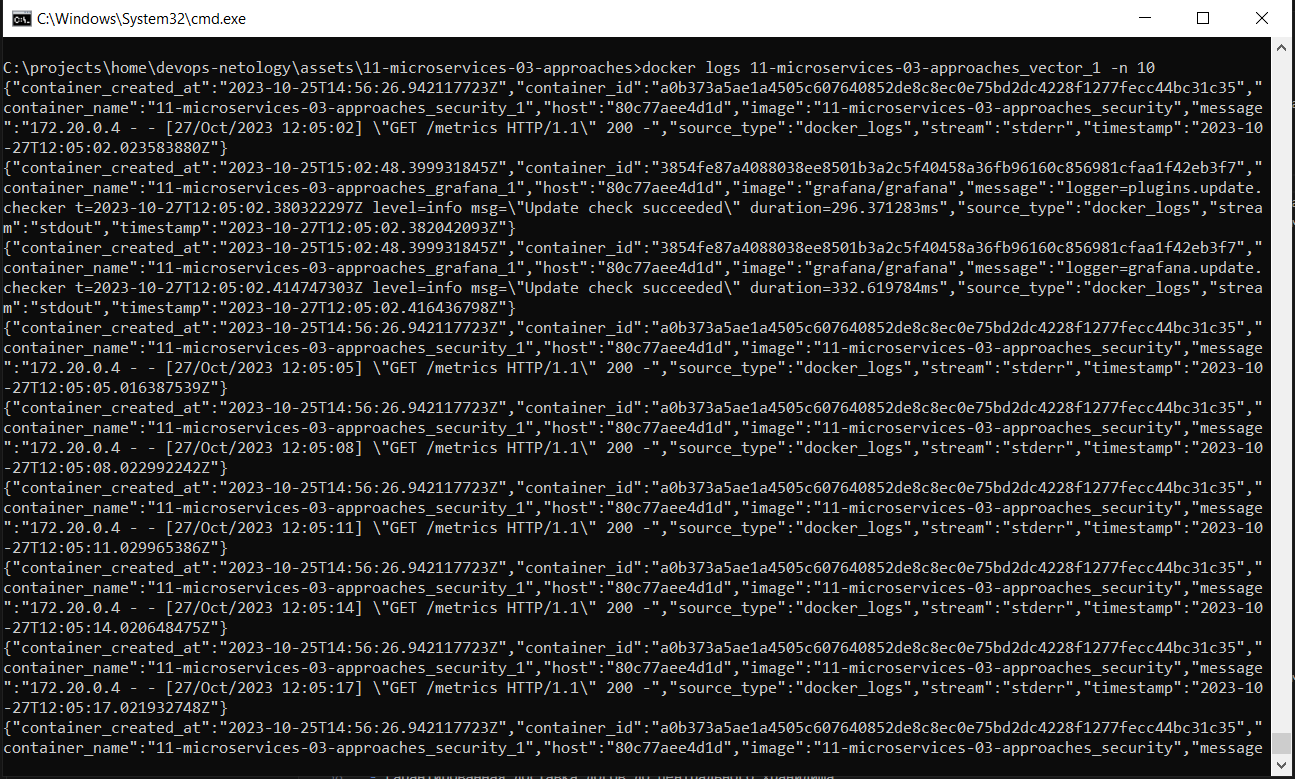 C:\Windows\System32\cmd.exe
C:\projects\home\devops-netology\assets\11-microservices-03-approaches>docker logs 11-microservices-03-approaches_vector_1 -n 10
{"container_created_at":"2023-10-25T14:56:26.942117723Z","container_id":"a0b373a5ae1a4505c607640852de8c8ec0e75bd2dc4228f1277fecc44bc31c35","
container_name":"11-microservices-03-approaches_security_1","host":"80c77aee4d1d","image":"11-microservices-03-approaches_security","message
":"172.20.0.4 - - [27/Oct/2023 12:05:02] \"GET /metrics HTTP/1.1\" 200 -","source_type":"docker_logs","stream":"stderr","timestamp":"2023-10
-27T12:05:02.023583880Z"}
{"container_created_at":"2023-10-25T15:02:48.399931845Z","container_id":"3854fe87a4088038ee8501b3a2c5f40458a36fb96160c856981cfaa1f42eb3f7","
container_name":"11-microservices-03-approaches_grafana_1","host":"80c77aee4d1d","image":"grafana/grafana","message":"logger=plugins.update.
checker t=2023-10-27T12:05:02.380322297Z level=info msg=\"Update check succeeded\" duration=296.371283ms","source_type":"docker_logs","strea
m":"stdout","timestamp":"2023-10-27T12:05:02.382042093Z"}
{"container_created_at":"2023-10-25T15:02:48.399931845Z","container_id":"3854fe87a4088038ee8501b3a2c5f40458a36fb96160c856981cfaa1f42eb3f7","
container_name":"11-microservices-03-approaches_grafana_1","host":"80c77aee4d1d","image":"grafana/grafana","message":"logger=grafana.update.
checker t=2023-10-27T12:05:02.414747303Z level=info msg=\"Update check succeeded\" duration=332.619784ms","source_type":"docker_logs","strea
m":"stdout","timestamp":"2023-10-27T12:05:02.416436798Z"}
{"container_created_at":"2023-10-25T14:56:26.942117723Z","container_id":"a0b373a5ae1a4505c607640852de8c8ec0e75bd2dc4228f1277fecc44bc31c35","
container_name":"11-microservices-03-approaches_security_1","host":"80c77aee4d1d","image":"11-microservices-03-approaches_security","message
":"172.20.0.4 - - [27/Oct/2023 12:05:05] \"GET /metrics HTTP/1.1\" 200 -","source_type":"docker_logs","stream":"stderr","timestamp":"2023-10
-27T12:05:05.016387539Z"}
{"container_created_at":"2023-10-25T14:56:26.942117723Z","container_id":"a0b373a5ae1a4505c607640852de8c8ec0e75bd2dc4228f1277fecc44bc31c35","
container_name":"11-microservices-03-approaches_security_1","host":"80c77aee4d1d","image":"11-microservices-03-approaches_security","message
":"172.20.0.4 - - [27/Oct/2023 12:05:08] \"GET /metrics HTTP/1.1\" 200 -","source_type":"docker_logs","stream":"stderr","timestamp":"2023-10
-27T12:05:08.022992242Z"}
{"container_created_at":"2023-10-25T14:56:26.942117723Z","container_id":"a0b373a5ae1a4505c607640852de8c8ec0e75bd2dc4228f1277fecc44bc31c35","
container_name":"11-microservices-03-approaches_security_1","host":"80c77aee4d1d","image":"11-microservices-03-approaches_security","message
":"172.20.0.4 - - [27/Oct/2023 12:05:11] \"GET /metrics HTTP/1.1\" 200 -","source_type":"docker_logs","stream":"stderr","timestamp":"2023-10
-27T12:05:11.029965386Z"}
{"container_created_at":"2023-10-25T14:56:26.942117723Z","container_id":"a0b373a5ae1a4505c607640852de8c8ec0e75bd2dc4228f1277fecc44bc31c35","
container_name":"11-microservices-03-approaches_security_1","host":"80c77aee4d1d","image":"11-microservices-03-approaches_security","message
":"172.20.0.4 - - [27/Oct/2023 12:05:14] \"GET /metrics HTTP/1.1\" 200 -","source_type":"docker_logs","stream":"stderr","timestamp":"2023-10
-27T12:05:14.020648475Z"}
{"container_created_at":"2023-10-25T14:56:26.942117723Z","container_id":"a0b373a5ae1a4505c607640852de8c8ec0e75bd2dc4228f1277fecc44bc31c35","
container_name":"11-microservices-03-approaches_security_1","host":"80c77aee4d1d","image":"11-microservices-03-approaches_security","message
":"172.20.0.4 - - [27/Oct/2023 12:05:17] \"GET /metrics HTTP/1.1\" 200 -","source_type":"docker_logs","stream":"stderr","timestamp":"2023-10
-27T12:05:17.021932748Z"}
{"container_created_at":"2023-10-25T14:56:26.942117723Z","container_id":"a0b373a5ae1a4505c607640852de8c8ec0e75bd2dc4228f1277fecc44bc31c35","
container_name":"11-microservices-03-approaches_security_1","host":"80c77aee4d1d","image":"11-microservices-03-approaches_security","message